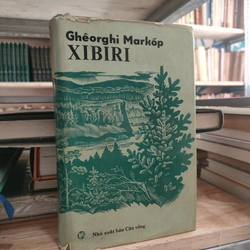 Ghêorghi Markốp
XIBIRI
Nhà xuất bản Cầu vồng